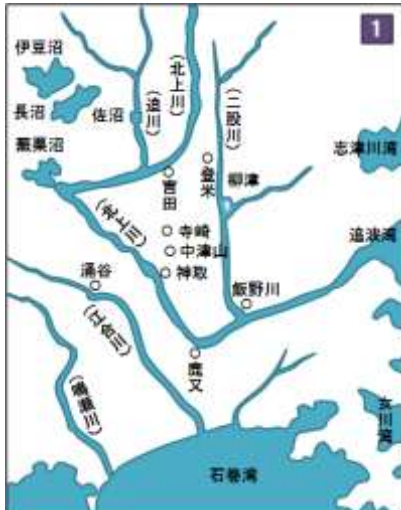 1
伊豆沼
長沼
蕪栗沼
佐沼
(迫川)
(北上川)
(二股川)
登米
柳津
志津川湾
追波湾
吉田
(北上川)
寺崎
中津山
神取
飯野川
涌谷
(江合川)
鹿又
(鳴瀬川)
女川湾
石巻湾